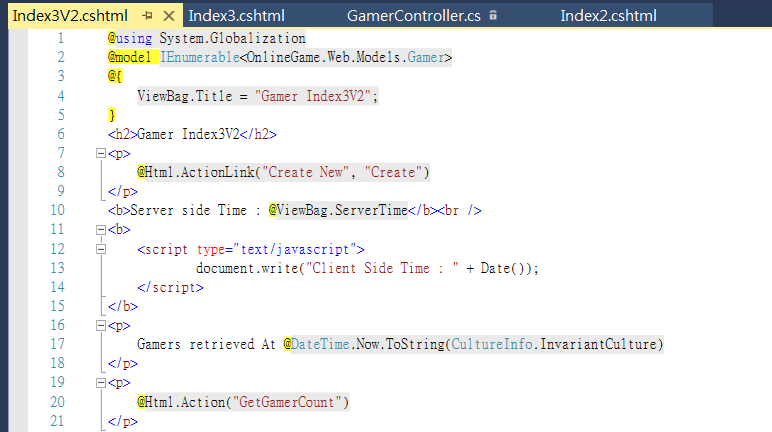 Index3V2.cshtml Index3.cshtml GamerController.cs Index2.cshtml
1 @using System.Globalization
2 @model IEnumerable<OnlineGame.Web.Models.Gamer>
3 @{
4 ViewBag.Title = "Gamer Index3V2";
5 }
6 <h2>Gamer Index3V2</h2>
7 <p>
8 @Html.ActionLink("Create New", "Create")
9 </p>
10 <b>Server side Time : @ViewBag.ServerTime</b><br />
11 <b>
12 <script type="text/javascript">
13 document.write("Client Side Time : " + Date());
14 </script>
15 </b>
16 <p>
17 Gamers retrieved At @DateTime.Now.ToString(CultureInfo.InvariantCulture)
18 </p>
19 <p>
20 @Html.Action("GetGamerCount")
21 </p>